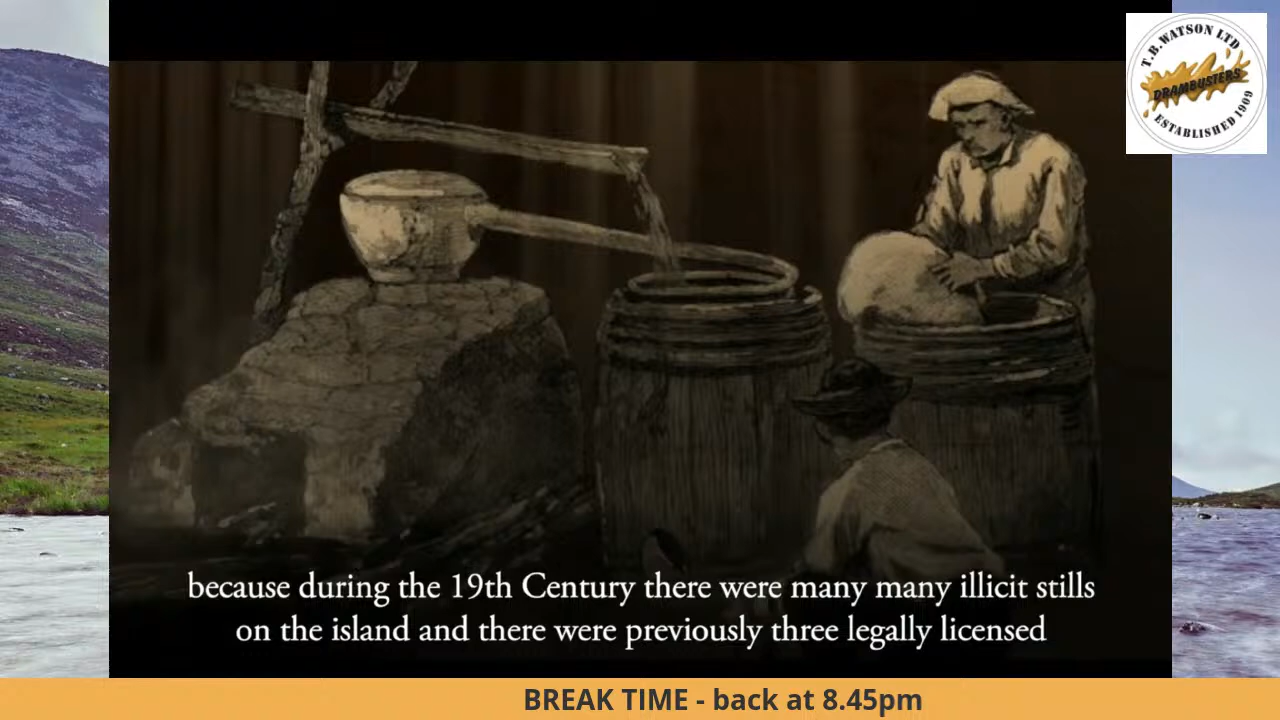 T.B. WATSON LTD
DRAMBUSTERS
ESTABLISHED 1909
because during the 19th Century there were many many illicit stills
on the island and there were previously three legally licensed
BREAK TIME - back at 8.45pm